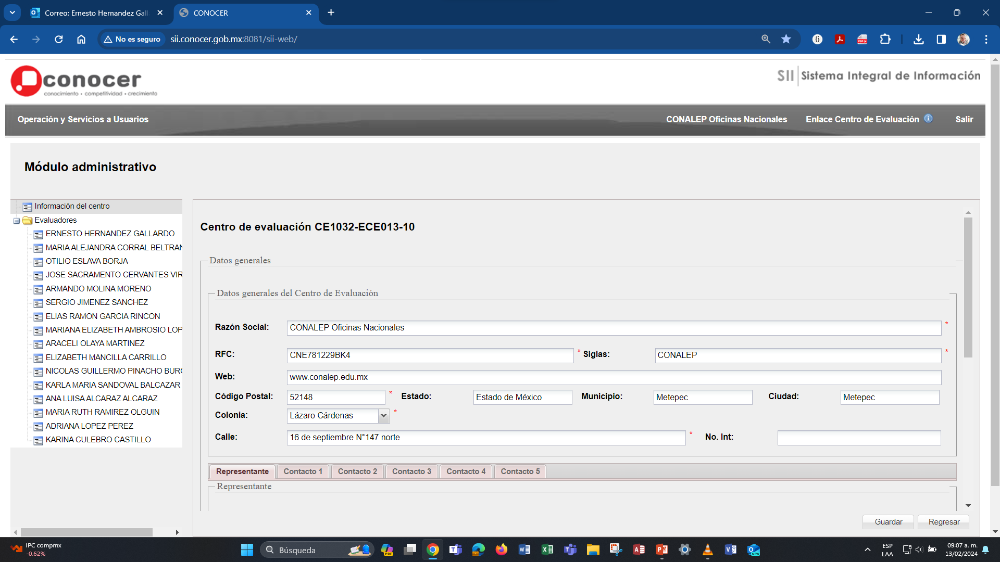 Correo: Ernesto Hernandez Gall
CONOCER
No es seguro
sii.conocer.gob.mx:8081/sii-web/
conocer
conocimiento • competitividad • crecimiento
SII | Sistema Integral de Información
Operación y Servicios a Usuarios
CONALEP Oficinas Nacionales
Enlace Centro de Evaluación
Salir
Módulo administrativo
Información del centro
Evaluadores
ERNESTO HERNANDEZ GALLARDO
MARIA ALEJANDRA CORRAL BELTRAN
OTILIO ESLAVA BORJA
JOSE SACRAMENTO CERVANTES VIR
ARMANDO MOLINA MORENO
SERGIO JIMENEZ SANCHEZ
ELIAS RAMON GARCIA RINCON
MARIANA ELIZABETH AMBROSIO LOP
ARACELI OLAYA MARTINEZ
ELIZABETH MANCILLA CARRILLO
NICOLAS GUILLERMO PINACHO BURG
KARLA MARIA SANDOVAL BALCAZAR
ANA LUISA ALCARAZ ALCARAZ
MARIA RUTH RAMIREZ OLGUIN
ADRIANA LOPEZ PEREZ
KARINA CULEBRO CASTILLO
Centro de evaluación CE1032-ECE013-10
Datos generales
Datos generales del Centro de Evaluación
Razón Social: CONALEP Oficinas Nacionales *
RFC: CNE781229BK4 * Siglas: CONALEP *
Web: www.conalep.edu.mx
Código Postal: 52148 * Estado: Estado de México Municipio: Metepec Ciudad: Metepec
Colonia: Lázaro Cárdenas *
Calle: 16 de septiembre N°147 norte * No. Int:
Representante Contacto 1 Contacto 2 Contacto 3 Contacto 4 Contacto 5
Representante
Guardar Regresar
IPC compmx
-0.62%
Búsqueda
PRE
NEW
ESP
LAA
09:07 a. m.
13/02/2024